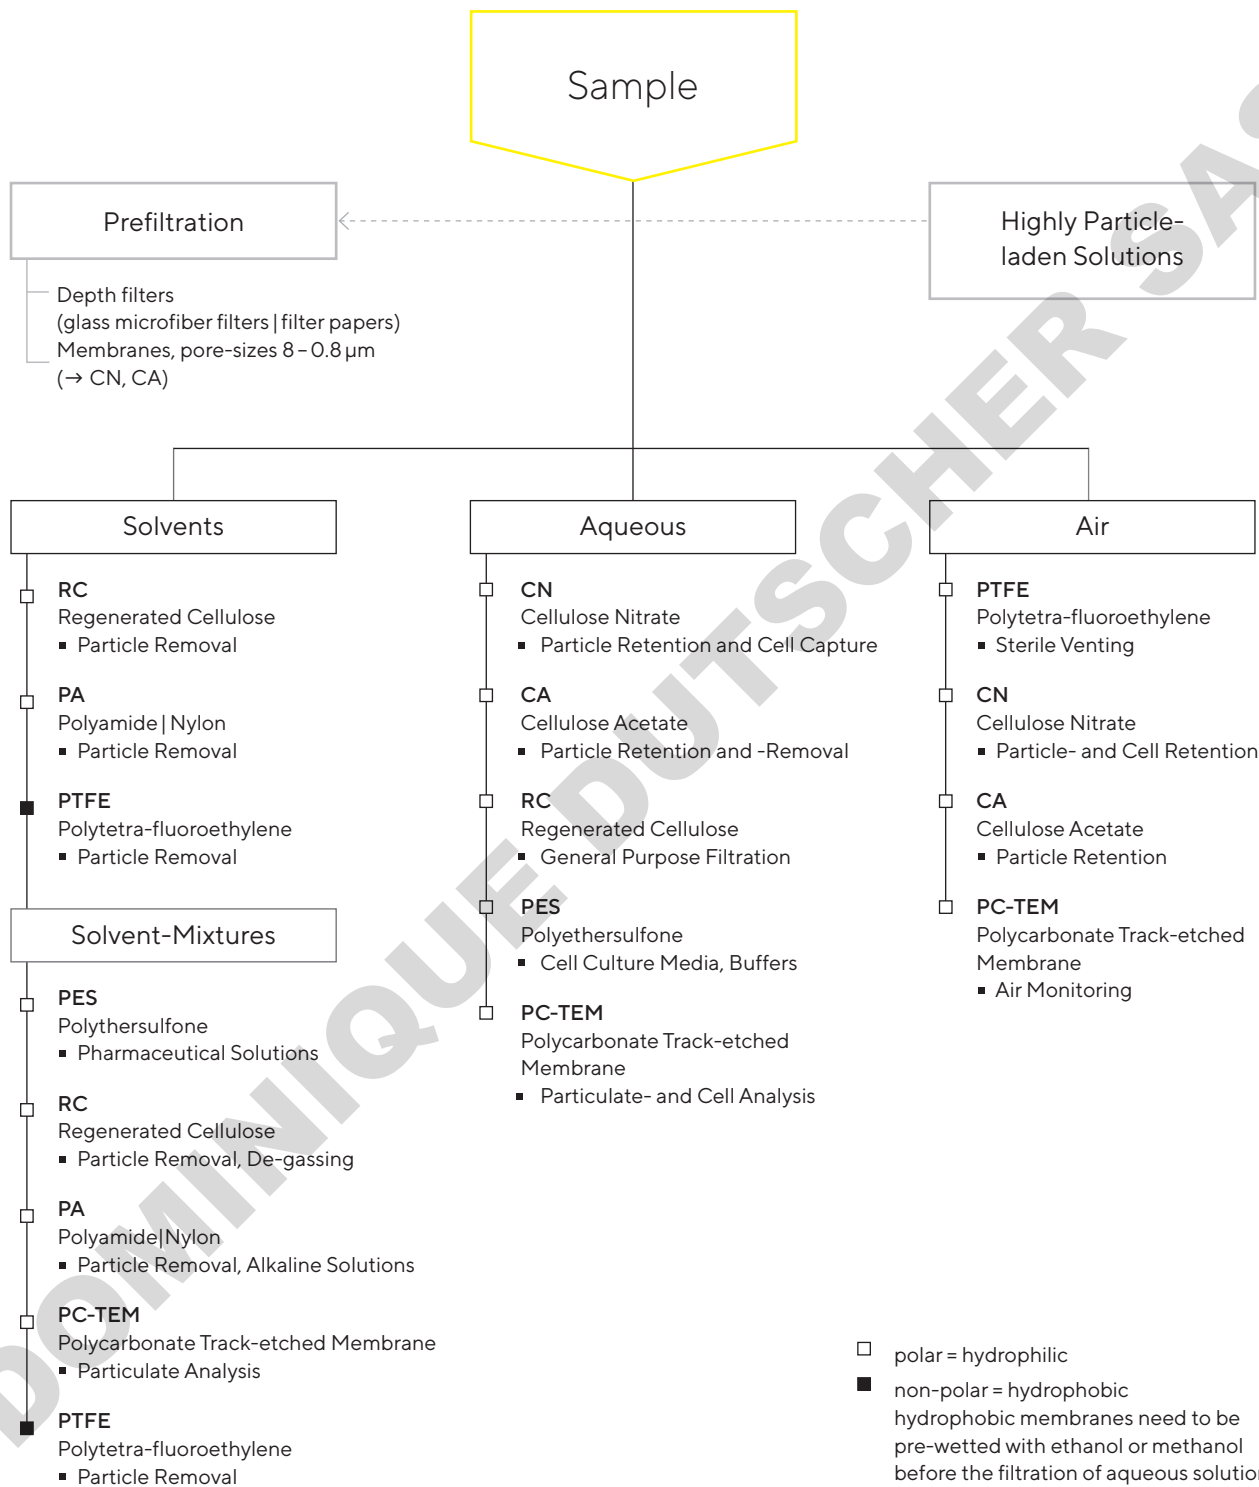 Sample
Prefiltration
Highly Particle-
laden Solutions
Depth filters
(glass microfiber filters | filter papers)
Membranes, pore-sizes 8 – 0.8 µm
(→ CN, CA)
Solvents
RC
Regenerated Cellulose
▪ Particle Removal
PA
Polyamide | Nylon
▪ Particle Removal
PTFE
Polytetra-fluoroethylene
▪ Particle Removal
Solvent-Mixtures
PES
Polythersulfone
▪ Pharmaceutical Solutions
RC
Regenerated Cellulose
▪ Particle Removal, De-gassing
PA
Polyamide|Nylon
▪ Particle Removal, Alkaline Solutions
PC-TEM
Polycarbonate Track-etched Membrane
▪ Particulate Analysis
PTFE
Polytetra-fluoroethylene
▪ Particle Removal
Aqueous
CN
Cellulose Nitrate
▪ Particle Retention and Cell Capture
CA
Cellulose Acetate
▪ Particle Retention and -Removal
RC
Regenerated Cellulose
▪ General Purpose Filtration
PES
Polyethersulfone
▪ Cell Culture Media, Buffers
PC-TEM
Polycarbonate Track-etched
Membrane
▪ Particulate- and Cell Analysis
Air
PTFE
Polytetra-fluoroethylene
▪ Sterile Venting
CN
Cellulose Nitrate
▪ Particle- and Cell Retention
CA
Cellulose Acetate
▪ Particle Retention
PC-TEM
Polycarbonate Track-etched
Membrane
▪ Air Monitoring
□ polar = hydrophilic
■ non-polar = hydrophobic
hydrophobic membranes need to be
pre-wetted with ethanol or methanol
before the filtration of aqueous solution
DOMINIQUE DUTSCHER SAS